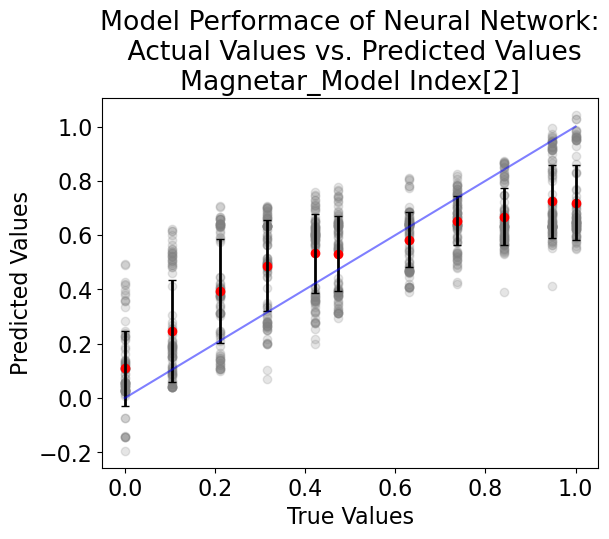 Model Performace of Neural Network:
Actual Values vs. Predicted Values
Magnetar_Model Index[2]
Predicted Values
1.0
0.8
0.6
0.4
0.2
0.0
−0.2
0.0 0.2 0.4 0.6 0.8 1.0
True Values